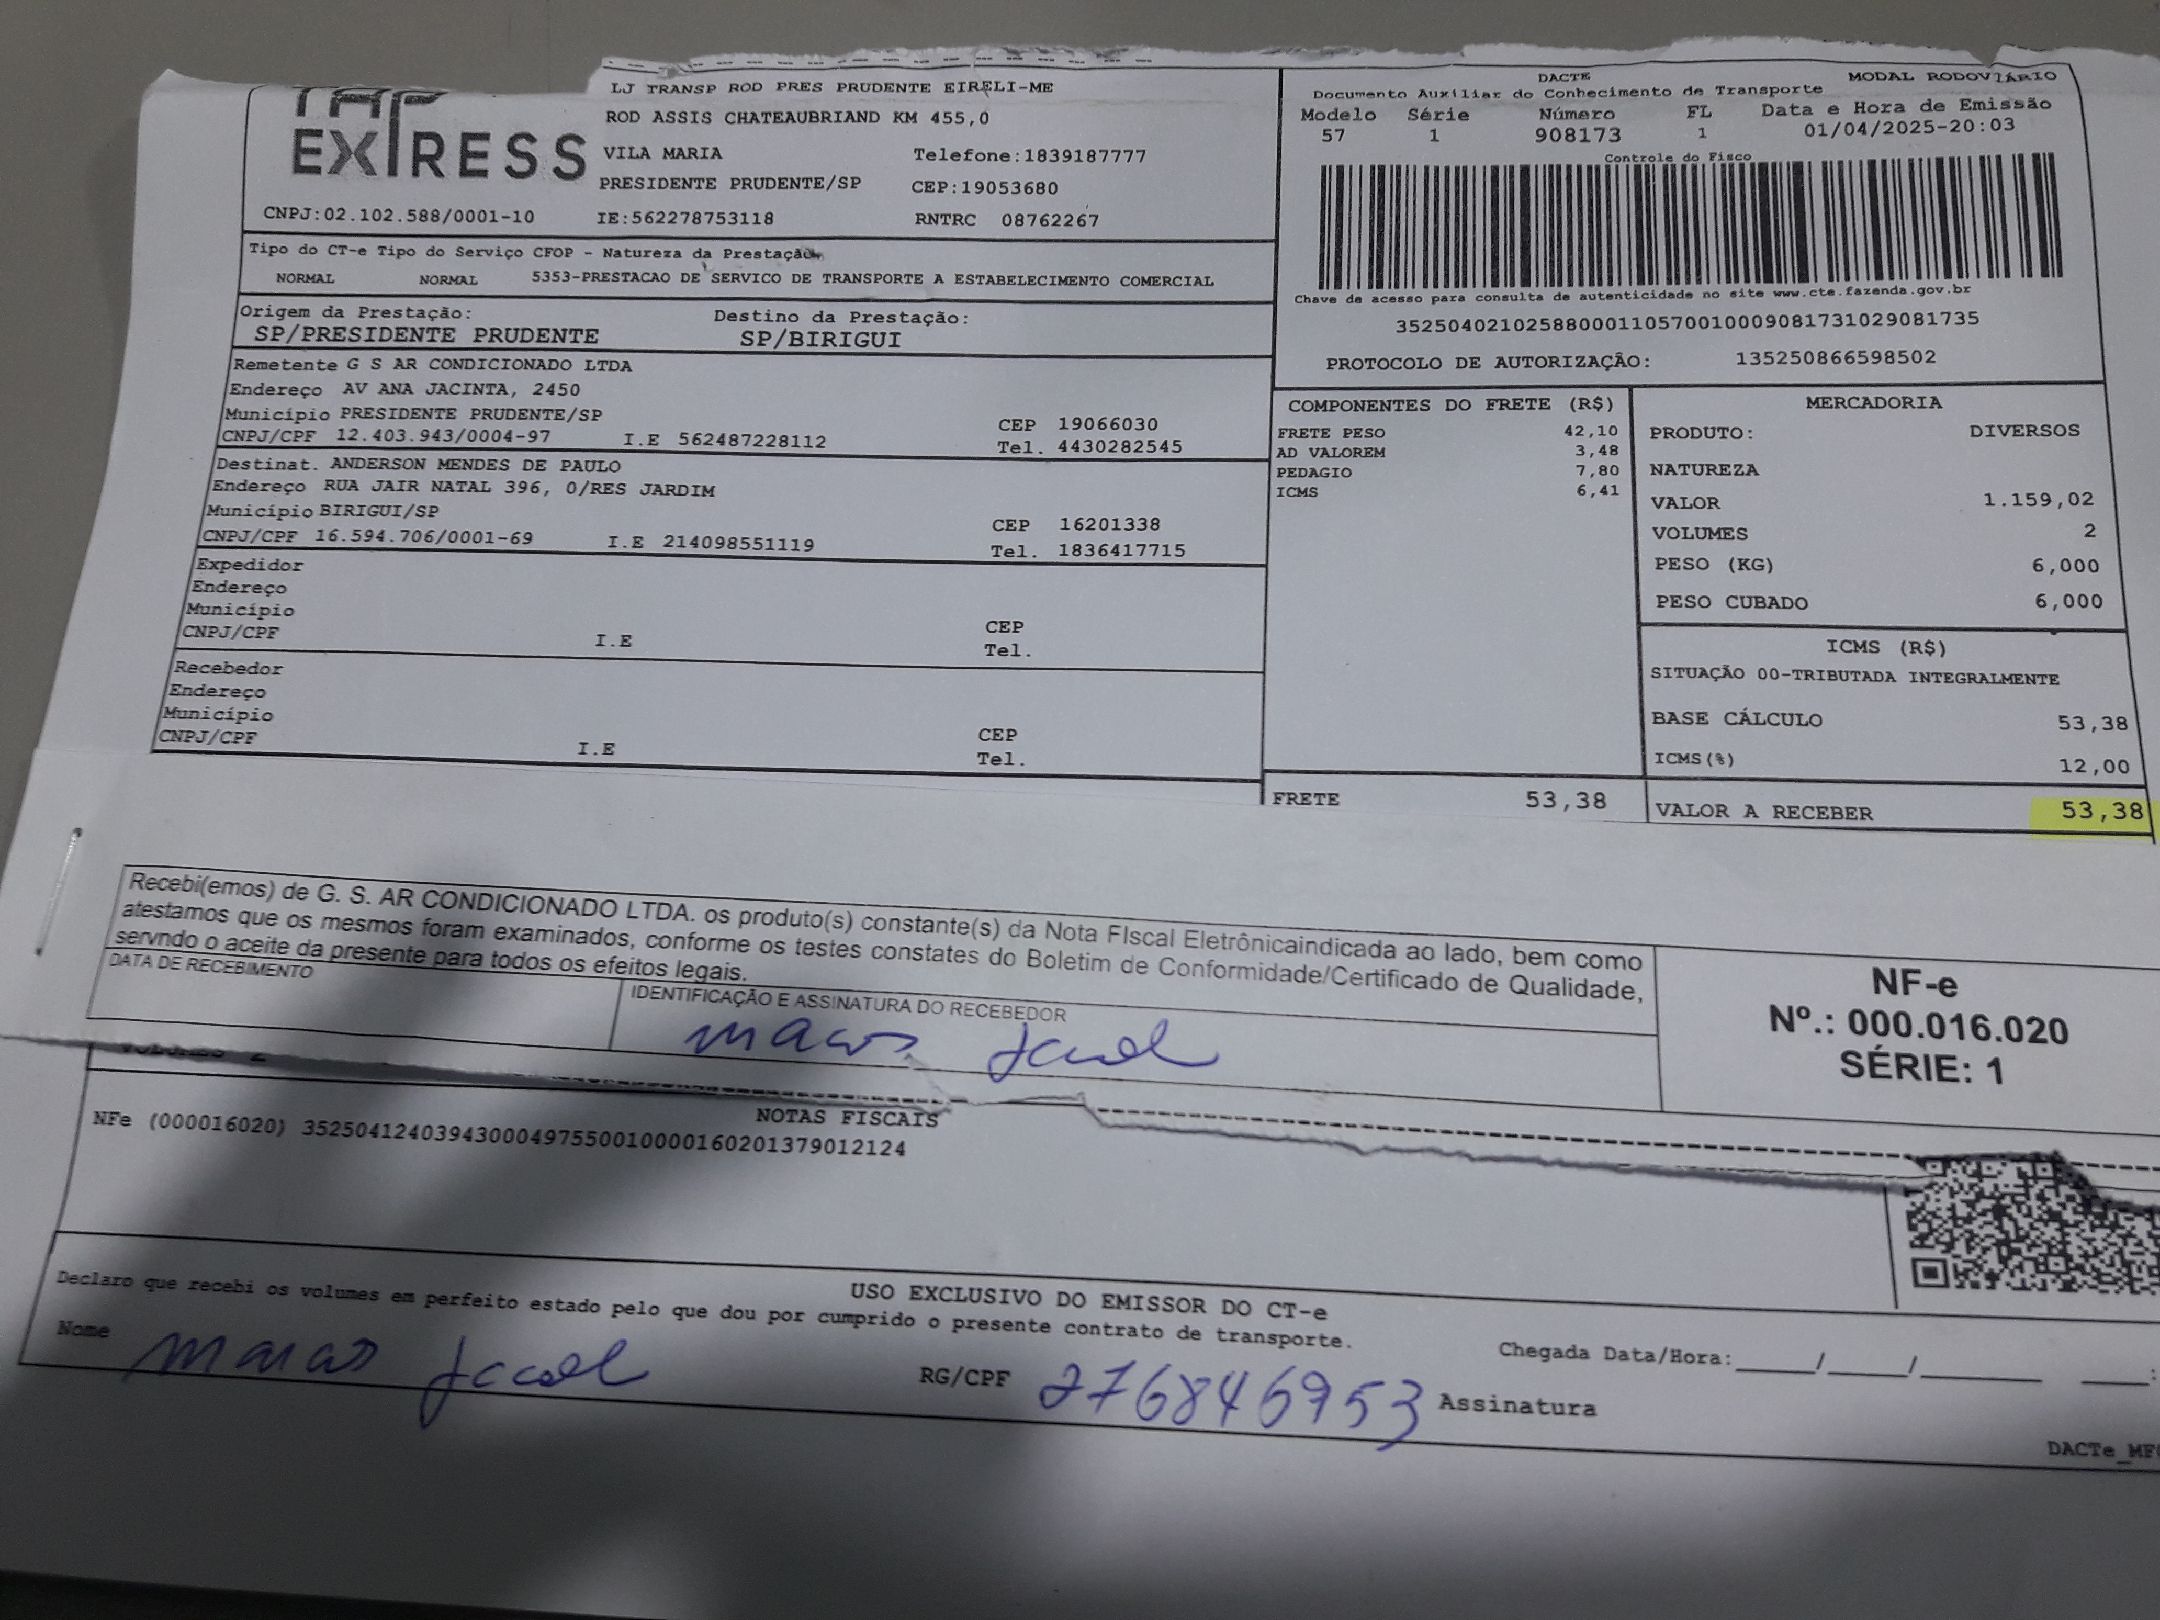 TAP
EXPRESS
LJ TRANSP ROD PRES PRUDENTE EIRELI-ME
ROD ASSIS CHATEAUBRIAND KM 455,0
VILA MARIA Telefone:1839187777
PRESIDENTE PRUDENTE/SP CEP:19053680
CNPJ:02.102.588/0001-10 IE:562278753118 RNTRC 08762267
DACTE MODAL RODOVIÁRIO
Documento Auxiliar do Conhecimento de Transporte
Modelo Série Número FL Data e Hora de Emissão
57 1 908173 1 01/04/2025-20:03
Controle do Fisco
Chave de acesso para consulta de autenticidade no site www.cte.fazenda.gov.br
35250402102588000110570010009081731029081735
PROTOCOLO DE AUTORIZAÇÃO: 135250866598502
Tipo do CT-e Tipo do Serviço CFOP - Natureza da Prestação
NORMAL NORMAL 5353-PRESTACAO DE SERVICO DE TRANSPORTE A ESTABELECIMENTO COMERCIAL
Origem da Prestação: Destino da Prestação:
SP/PRESIDENTE PRUDENTE SP/BIRIGUI
Remetente G S AR CONDICIONADO LTDA
Endereço AV ANA JACINTA, 2450
Município PRESIDENTE PRUDENTE/SP CEP 19066030
CNPJ/CPF 12.403.943/0004-97 I.E 562487228112 Tel. 4430282545
Destinat. ANDERSON MENDES DE PAULO
Endereço RUA JAIR NATAL 396, 0/RES JARDIM
Município BIRIGUI/SP CEP 16201338
CNPJ/CPF 16.594.706/0001-69 I.E 214098551119 Tel. 1836417715
Expedidor
Endereço
Município CEP
CNPJ/CPF I.E Tel.
Recebedor
Endereço
Município CEP
CNPJ/CPF I.E Tel.
COMPONENTES DO FRETE (R$)
FRETE PESO 42,10
AD VALOREM 3,48
PEDAGIO 7,80
ICMS 6,41
FRETE 53,38
MERCADORIA
PRODUTO: DIVERSOS
NATUREZA
VALOR 1.159,02
VOLUMES 2
PESO (KG) 6,000
PESO CUBADO 6,000
ICMS (R$)
SITUAÇÃO 00-TRIBUTADA INTEGRALMENTE
BASE CÁLCULO 53,38
ICMS(%) 12,00
VALOR A RECEBER 53,38
Recebi(emos) de G. S. AR CONDICIONADO LTDA. os produto(s) constante(s) da Nota FIscal Eletrônicaindicada ao lado, bem como
atestamos que os mesmos foram examinados, conforme os testes constates do Boletim de Conformidade/Certificado de Qualidade,
servndo o aceite da presente para todos os efeitos legais.
DATA DE RECEBIMENTO IDENTIFICAÇÃO E ASSINATURA DO RECEBEDOR
NF-e
Nº.: 000.016.020
SÉRIE: 1
NOTAS FISCAIS
NFe (000016020) 35250412403943000497550010000160201379012124
USO EXCLUSIVO DO EMISSOR DO CT-e
Declaro que recebi os volumes em perfeito estado pelo que dou por cumprido o presente contrato de transporte.
Nome RG/CPF 276846953 Assinatura
Chegada Data/Hora:_____/_____/_______ ____: